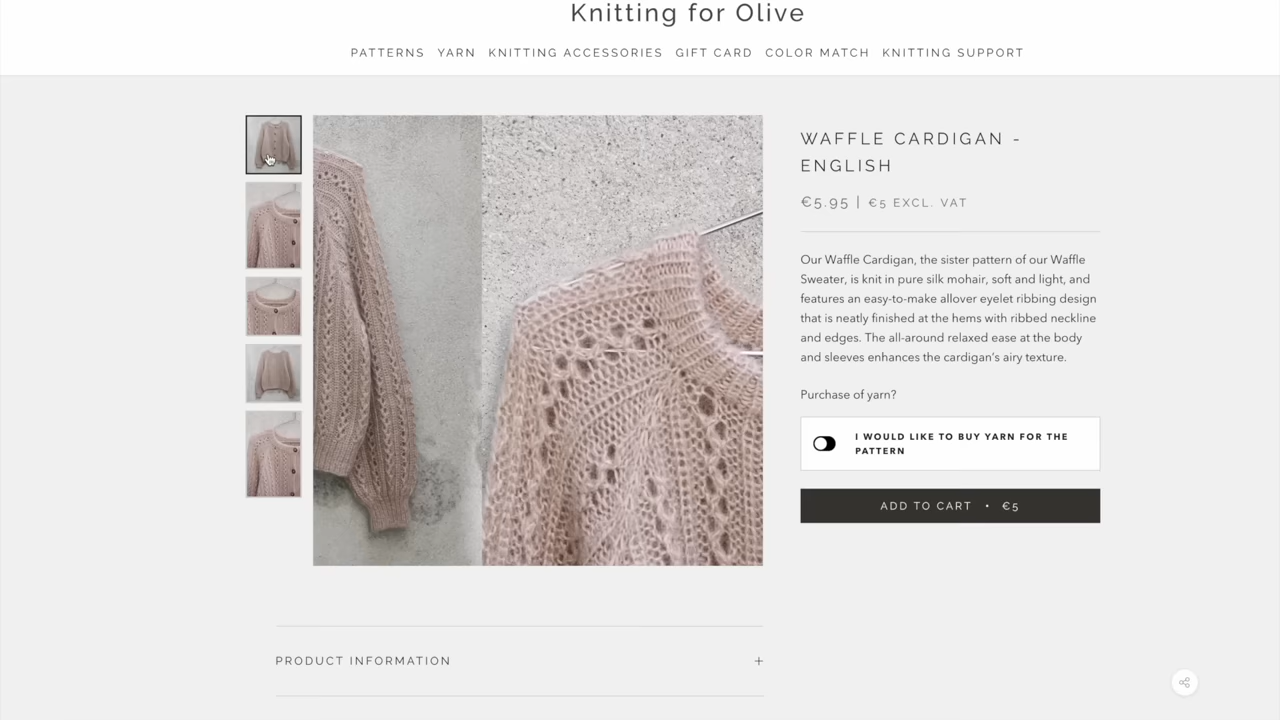 Knitting for Olive
PATTERNS YARN KNITTING ACCESSORIES GIFT CARD COLOR MATCH KNITTING SUPPORT
WAFFLE CARDIGAN -
ENGLISH
€5.95 | €5 EXCL. VAT
Our Waffle Cardigan, the sister pattern of our Waffle
Sweater, is knit in pure silk mohair, soft and light, and
features an easy-to-make allover eyelet ribbing design
that is neatly finished at the hems with ribbed neckline
and edges. The all-around relaxed ease at the body
and sleeves enhances the cardigan's airy texture.
Purchase of yarn?
I WOULD LIKE TO BUY YARN FOR THE
PATTERN
ADD TO CART • €5
PRODUCT INFORMATION +